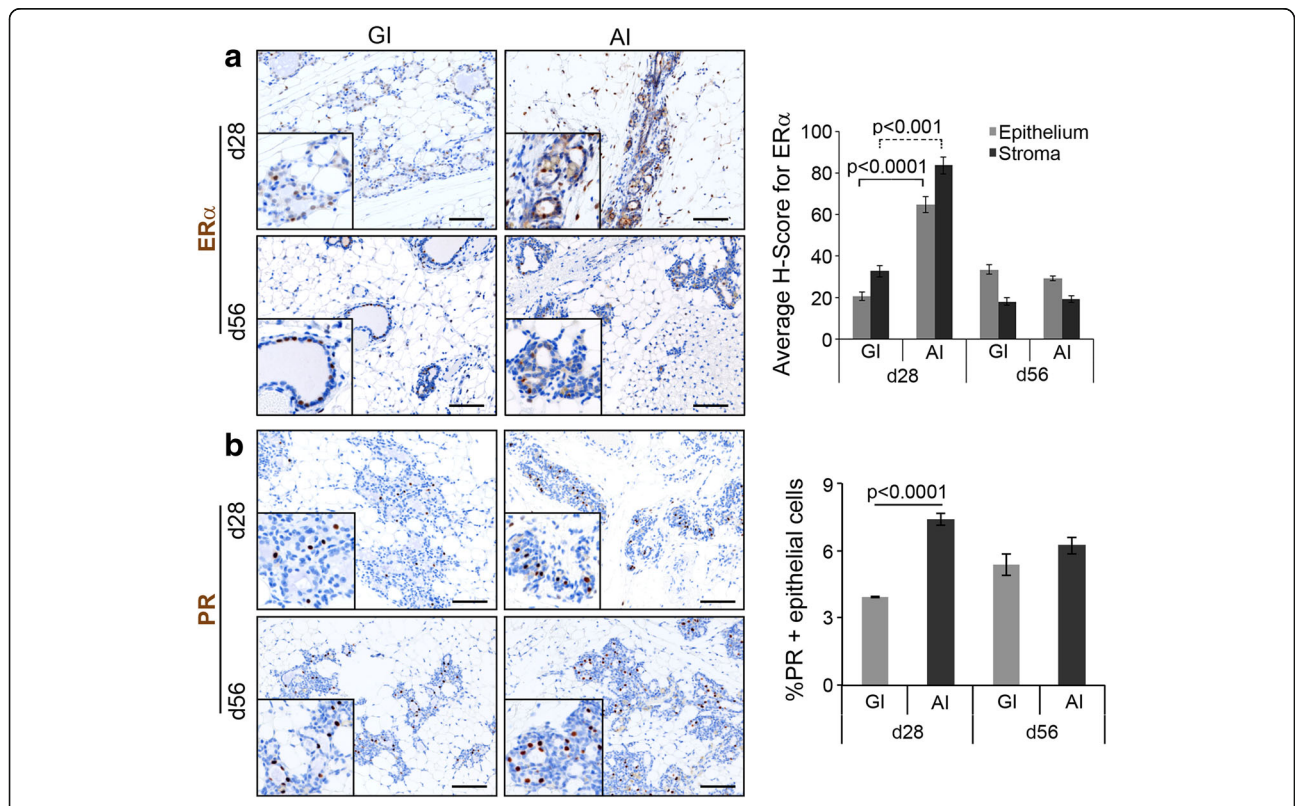 GI AI
a
ERα
d28
d56
p<0.001
p<0.0001
Epithelium
Stroma
Average H-Score for ERα
100
80
60
40
20
0
GI AI GI AI
d28 d56
b
PR
d28
d56
p<0.0001
%PR + epithelial cells
9
6
3
0
GI AI GI AI
d28 d56